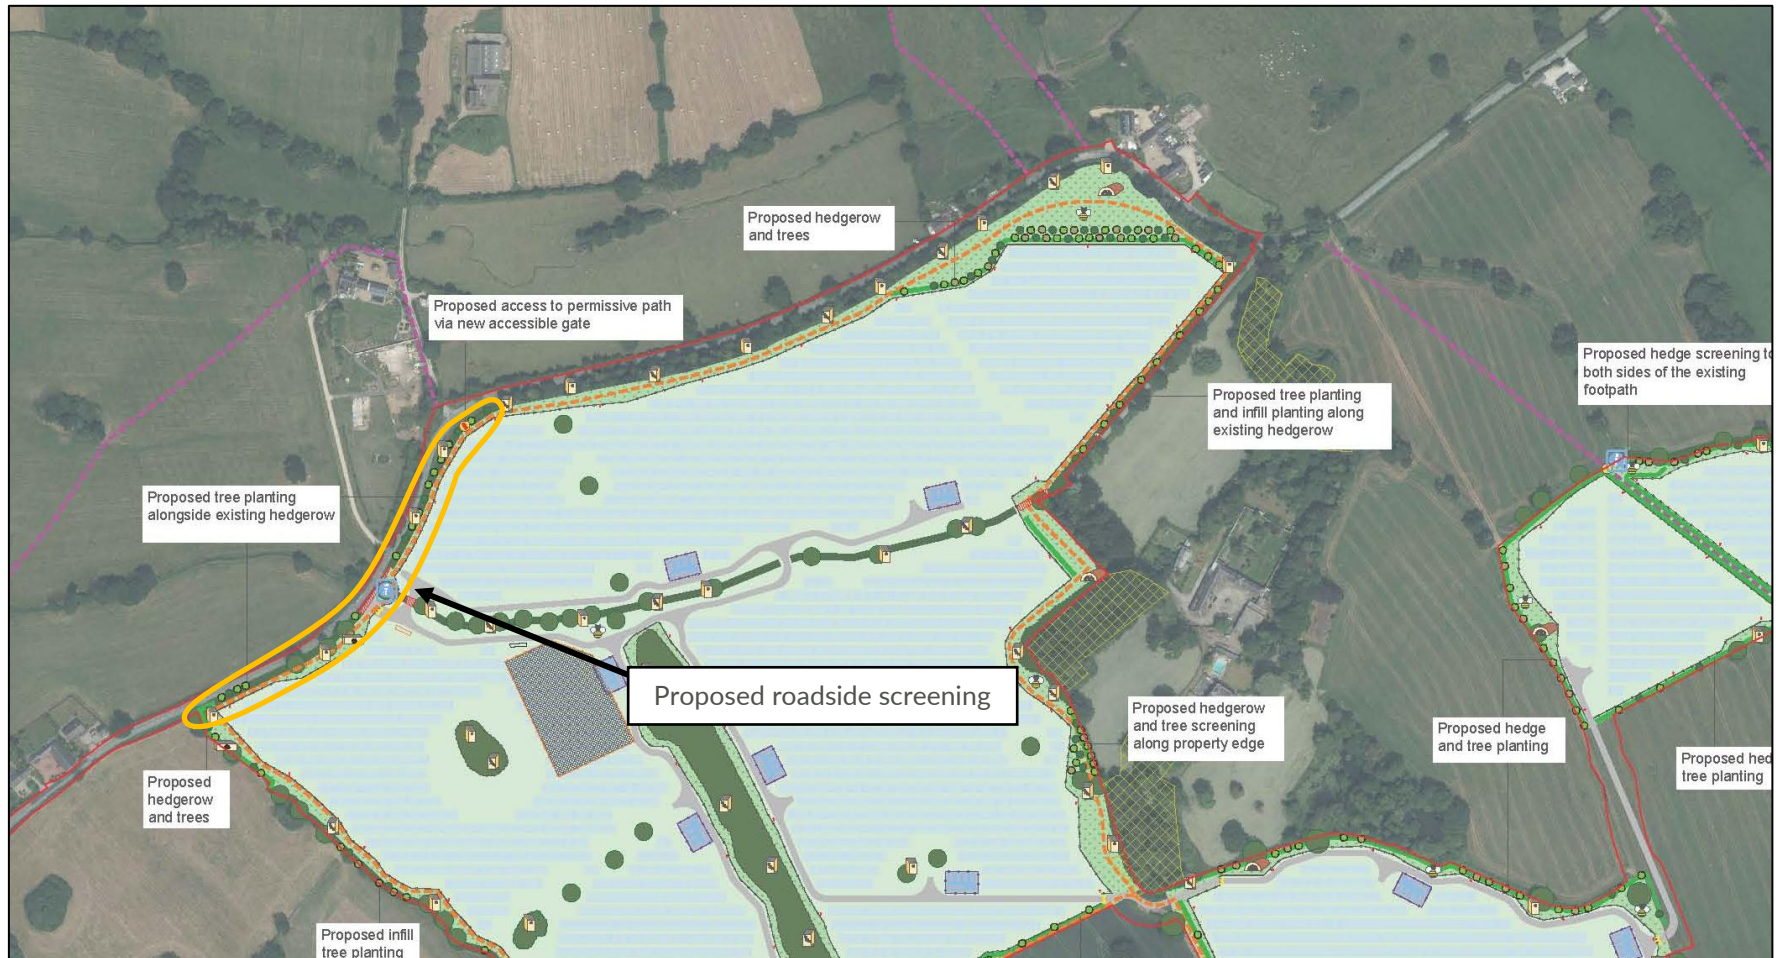 Proposed hedgerow
and trees
Proposed access to permissive path
via new accessible gate
Proposed hedge screening to
both sides of the existing
footpath
Proposed tree planting
and infill planting along
existing hedgerow
Proposed tree planting
alongside existing hedgerow
Proposed roadside screening
Proposed hedgerow
and tree screening
along property edge
Proposed hedge
and tree planting
Proposed hed
tree planting
Proposed
hedgerow
and trees
Proposed infill
tree planting